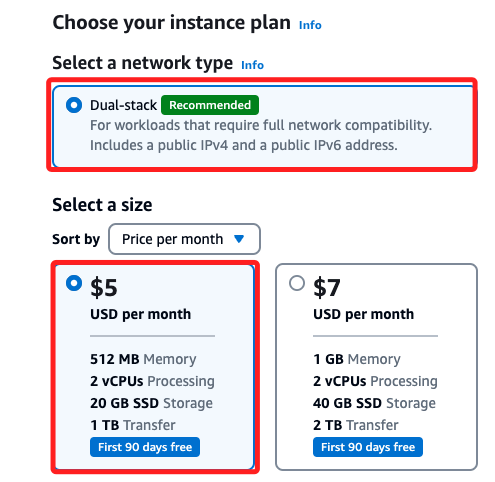 Choose your instance plan Info
Select a network type Info
Dual-stack Recommended
For workloads that require full network compatibility.
Includes a public IPv4 and a public IPv6 address.
Select a size
Sort by Price per month
$5
USD per month
512 MB Memory
2 vCPUs Processing
20 GB SSD Storage
1 TB Transfer
First 90 days free
$7
USD per month
1 GB Memory
2 vCPUs Processing
40 GB SSD Storage
2 TB Transfer
First 90 days free